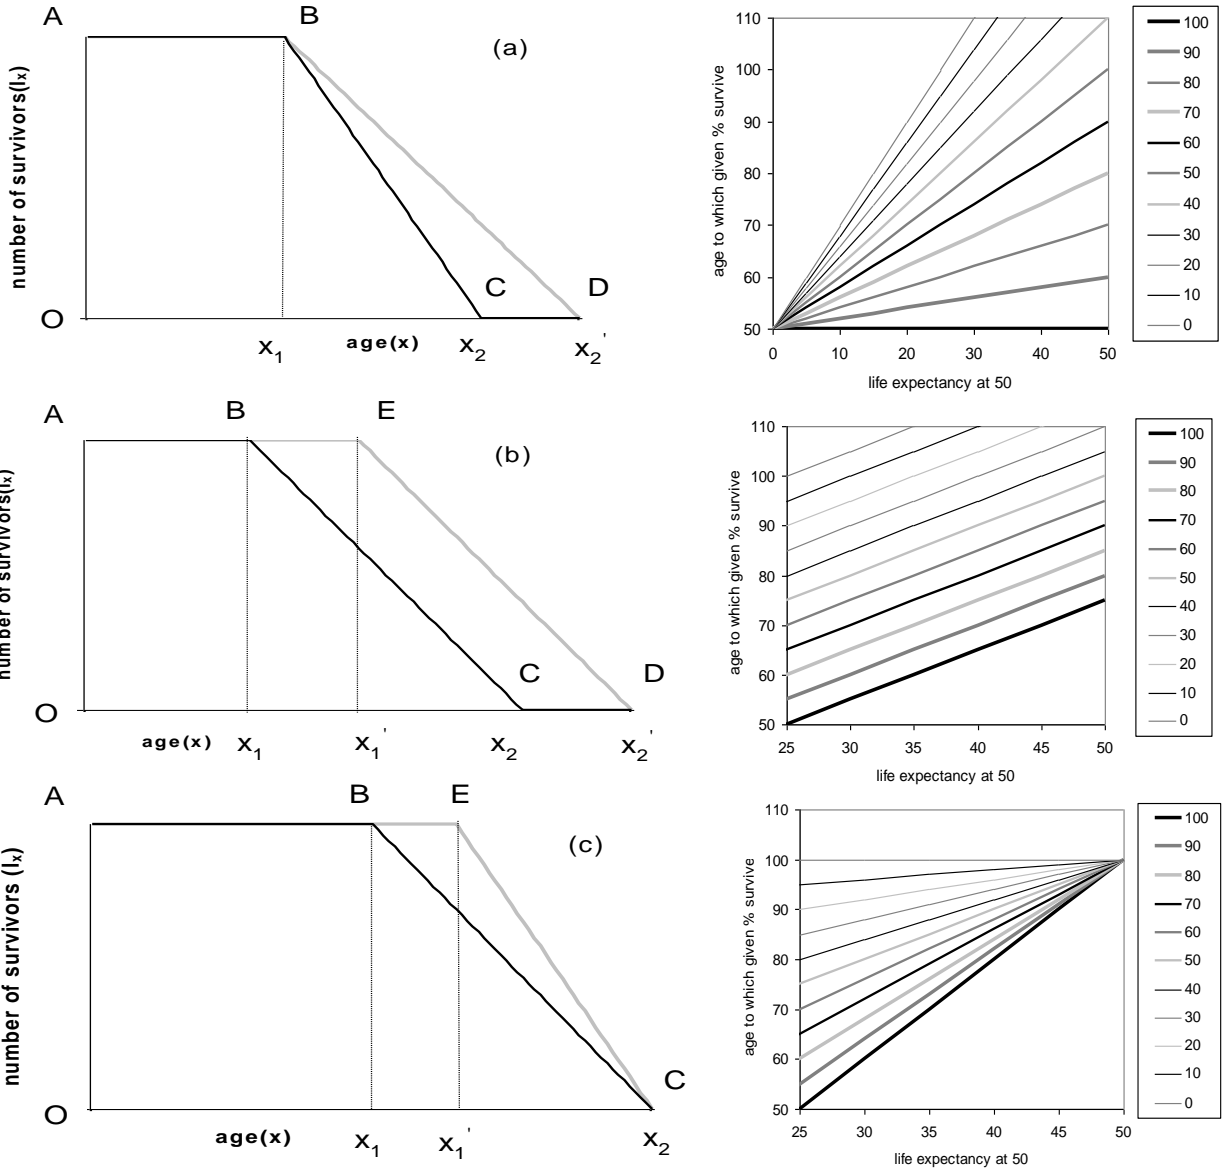 A
B
(a)
number of survivors(lx)
C
D
O
x1
age(x)
x2
x2'
110
100
90
80
70
60
50
0
10
20
30
40
50
age to which given % survive
life expectancy at 50
100
90
80
70
60
50
40
30
20
10
0
A
B
E
(b)
number of survivors(lx)
C
D
O
age(x)
x1
x1'
x2
x2'
110
100
90
80
70
60
50
25
30
35
40
45
50
age to which given % survive
life expectancy at 50
100
90
80
70
60
50
40
30
20
10
0
A
B
E
(c)
number of survivors (lx)
C
O
age(x)
x1
x1'
x2
110
100
90
80
70
60
50
25
30
35
40
45
50
age to which given % survive
life expectancy at 50
100
90
80
70
60
50
40
30
20
10
0